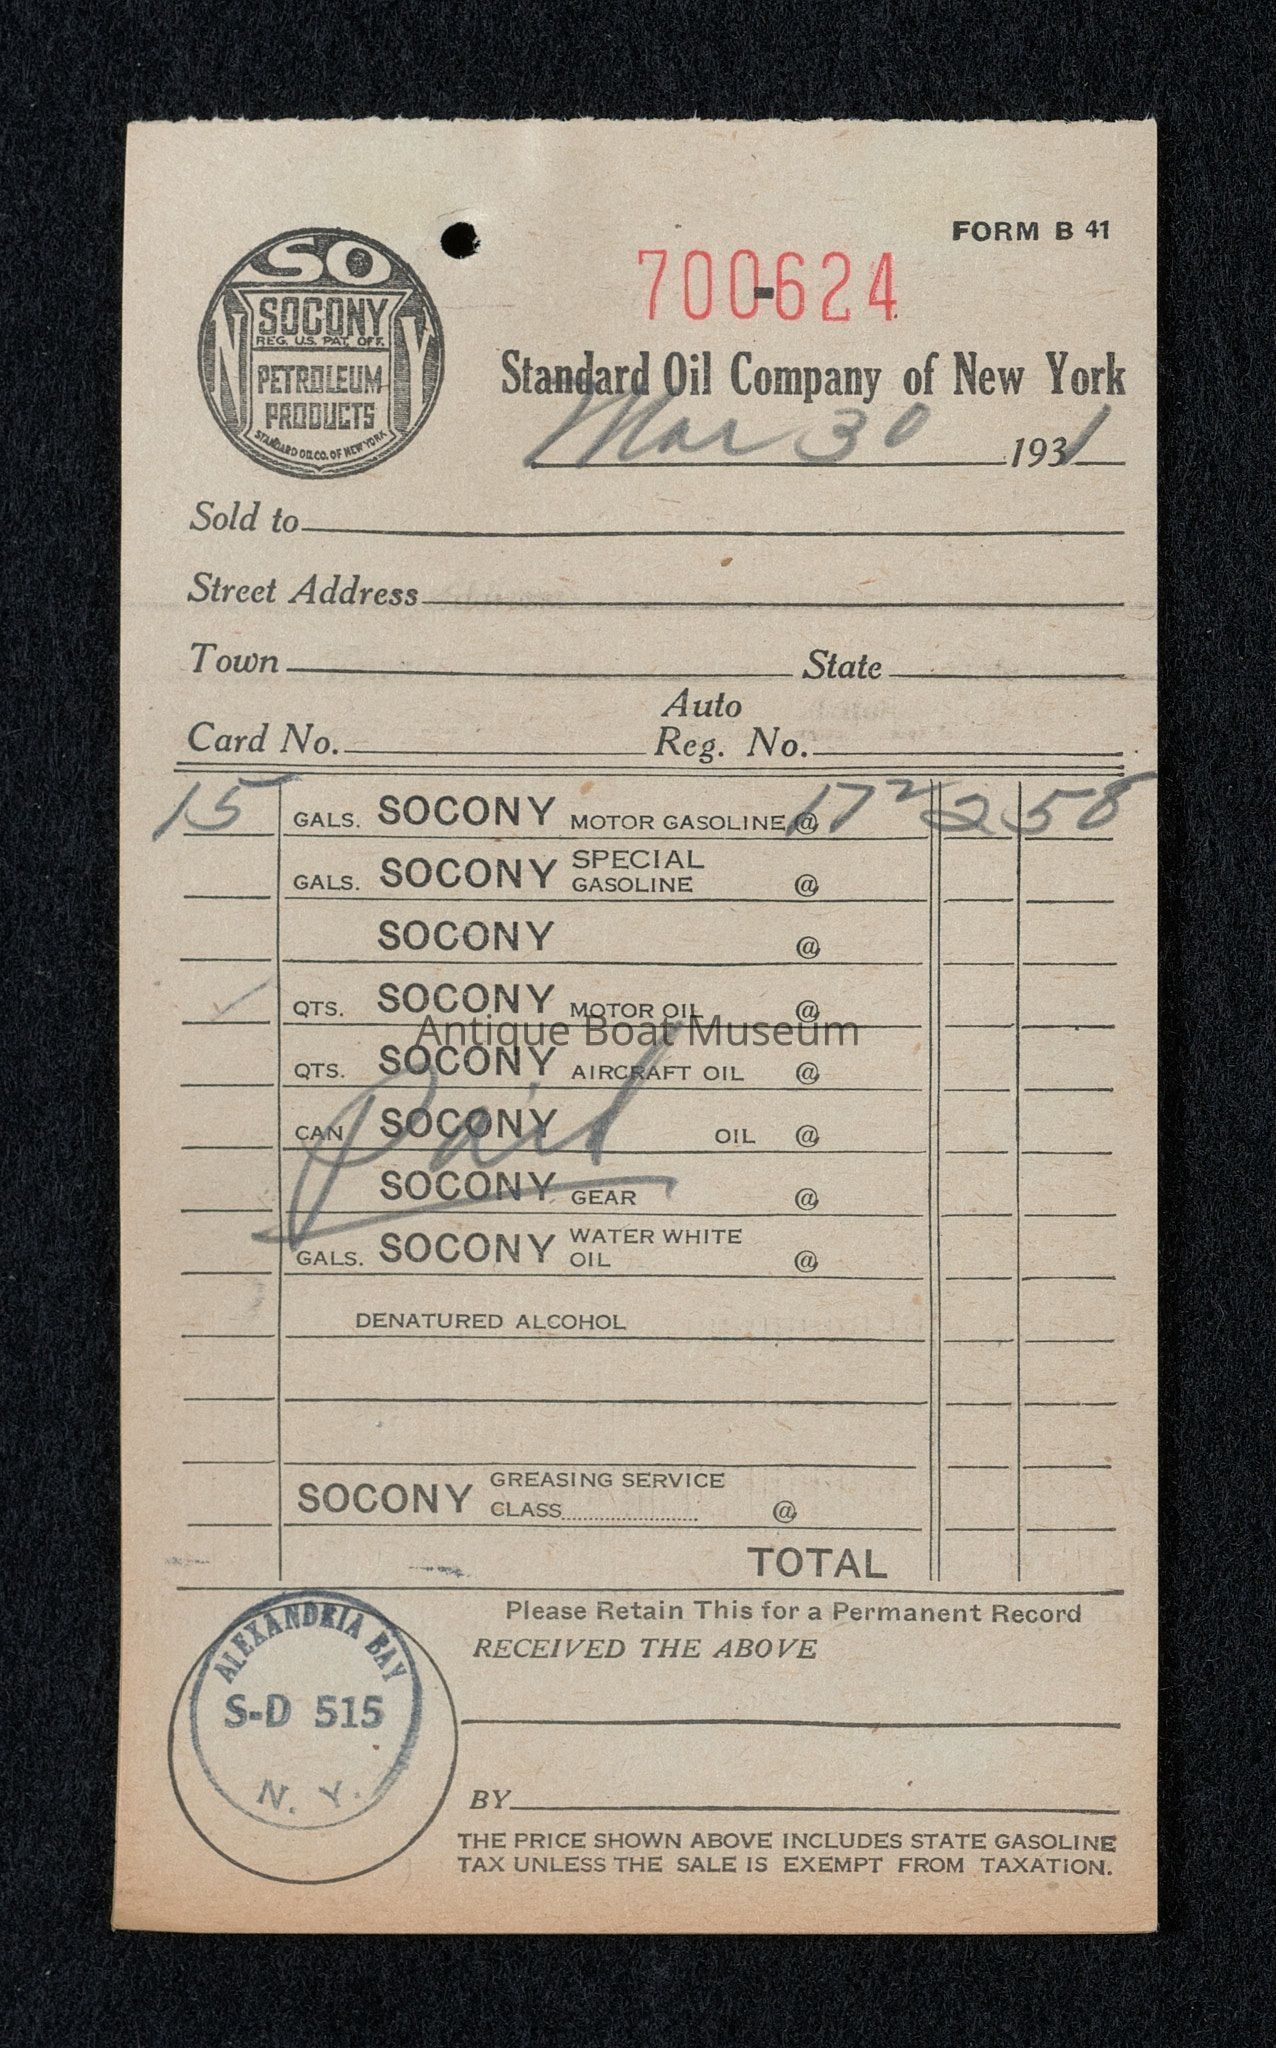 FORM B 41
SO
N Y
SOCONY
REG. U.S. PAT. OFF.
PETROLEUM
PRODUCTS
STANDARD OIL CO. OF NEW YORK
700-624
Standard Oil Company of New York
Mar 30 1931
Sold to
Street Address
Town State
Auto
Card No. Reg. No.
15 GALS. SOCONY MOTOR GASOLINE @ 17 2 2 58
GALS. SOCONY SPECIAL GASOLINE @
SOCONY @
QTS. SOCONY MOTOR OIL @
Antique Boat Museum
QTS. SOCONY AIRCRAFT OIL @
CAN SOCONY OIL @
Paid
SOCONY GEAR @
GALS. SOCONY WATER WHITE OIL @
DENATURED ALCOHOL
SOCONY GREASING SERVICE
CLASS @
TOTAL
Please Retain This for a Permanent Record
RECEIVED THE ABOVE
ALEXANDRIA BAY
S-D 515
N. Y.
BY
THE PRICE SHOWN ABOVE INCLUDES STATE GASOLINE
TAX UNLESS THE SALE IS EXEMPT FROM TAXATION.